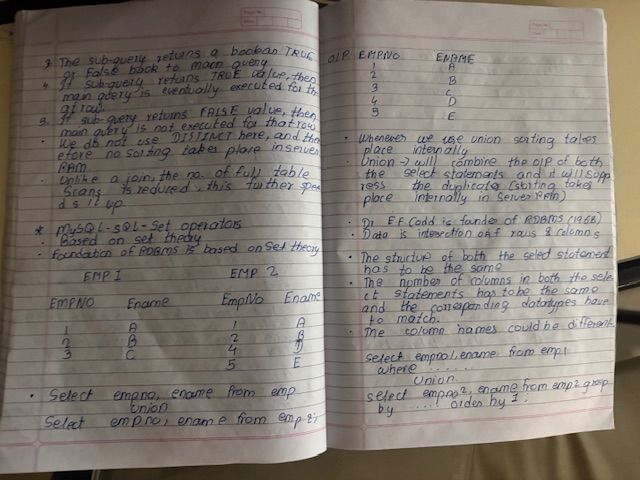 3. The sub-query returns a boolean TRUE
or False back to main query
4. If sub-query returns TRUE value, then
main query is eventually executed for th
at row
5. If sub-query returns FALSE value, then
main query is not executed for that row
We do not use DISTINCT here, and ther
efore no sorting takes place in server
RAM.
Unlike a join, the no. of full table
Scans is reduced, this further spee
d s it up
* MySQL - SQL - Set operators
• Based on set theory
• Foundation of RDBMS is based on Set theory
EMP 1 EMP 2
EMPNO Ename EmpNo Ename
1 A 1 A
2 B 2 B
3 C 4 D
5 E
• Select empno, ename from emp
Union
Select empno, ename from emp 2;
O/P EMPNO ENAME
1 A
2 B
3 C
4 D
5 E
• Whenever we use union sorting takes
place internally
Union → will combine the O/P of both
the select statements and it will supp
ress the duplicates (sorting takes
place internally in Server RAM)
• Dr EF Codd is founder of RDBMS (1968)
• Data is intersection of rows & columns
• The structure of both the select statement
has to be the same
• The number of columns in both the sele
ct statements has to be the same
and the corresponding datatypes have
to match.
• The column names could be different
Select empno1, ename from emp1
where ......
Union
select empno2, ename from emp2 group
by ..... order by 1.